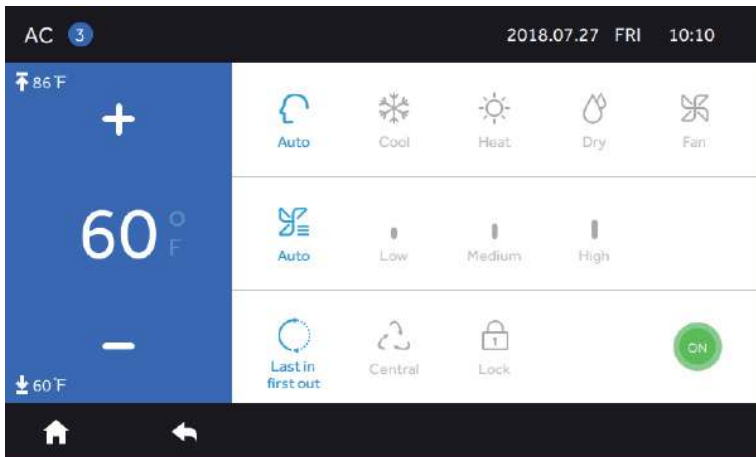 AC 3 2018.07.27 FRI 10:10
86°F
Auto Cool Heat Dry Fan
60 °F
Auto Low Medium High
Last in
first out
Central Lock ON
60°F